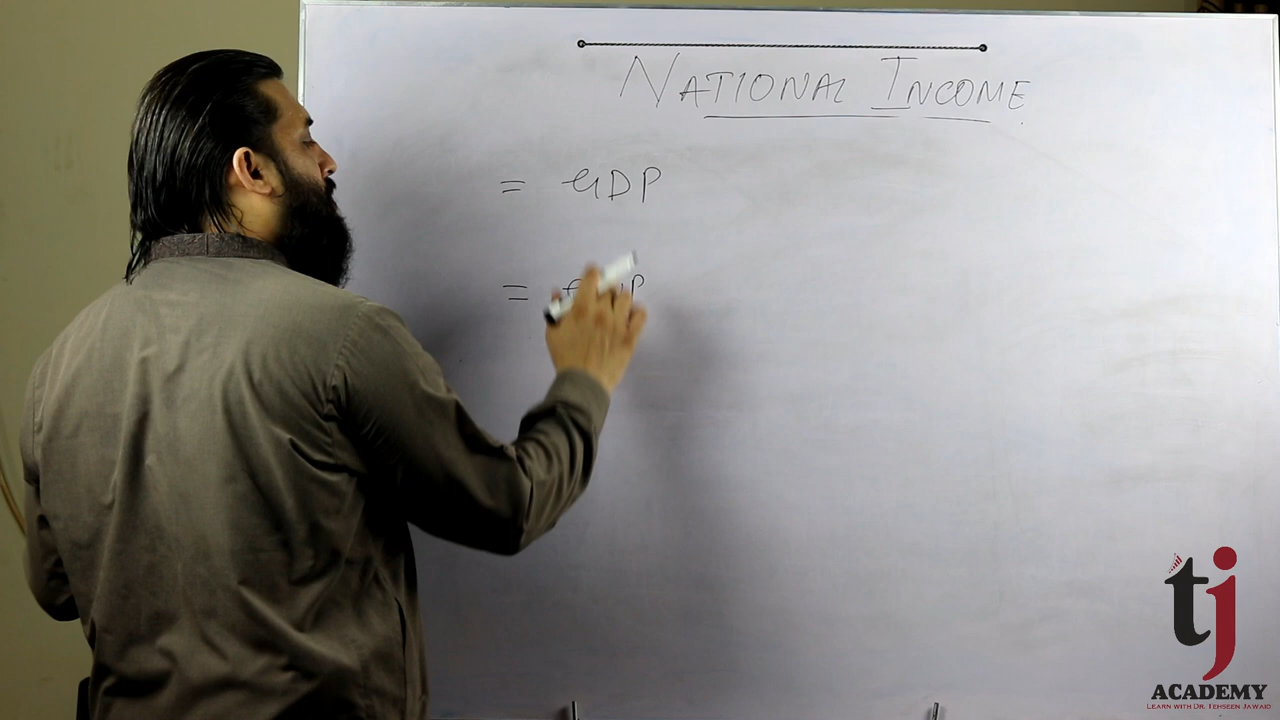 NATIONAL INCOME
= GDP
=
tj
ACADEMY
LEARN WITH DR. TEHSEEN JAWAID